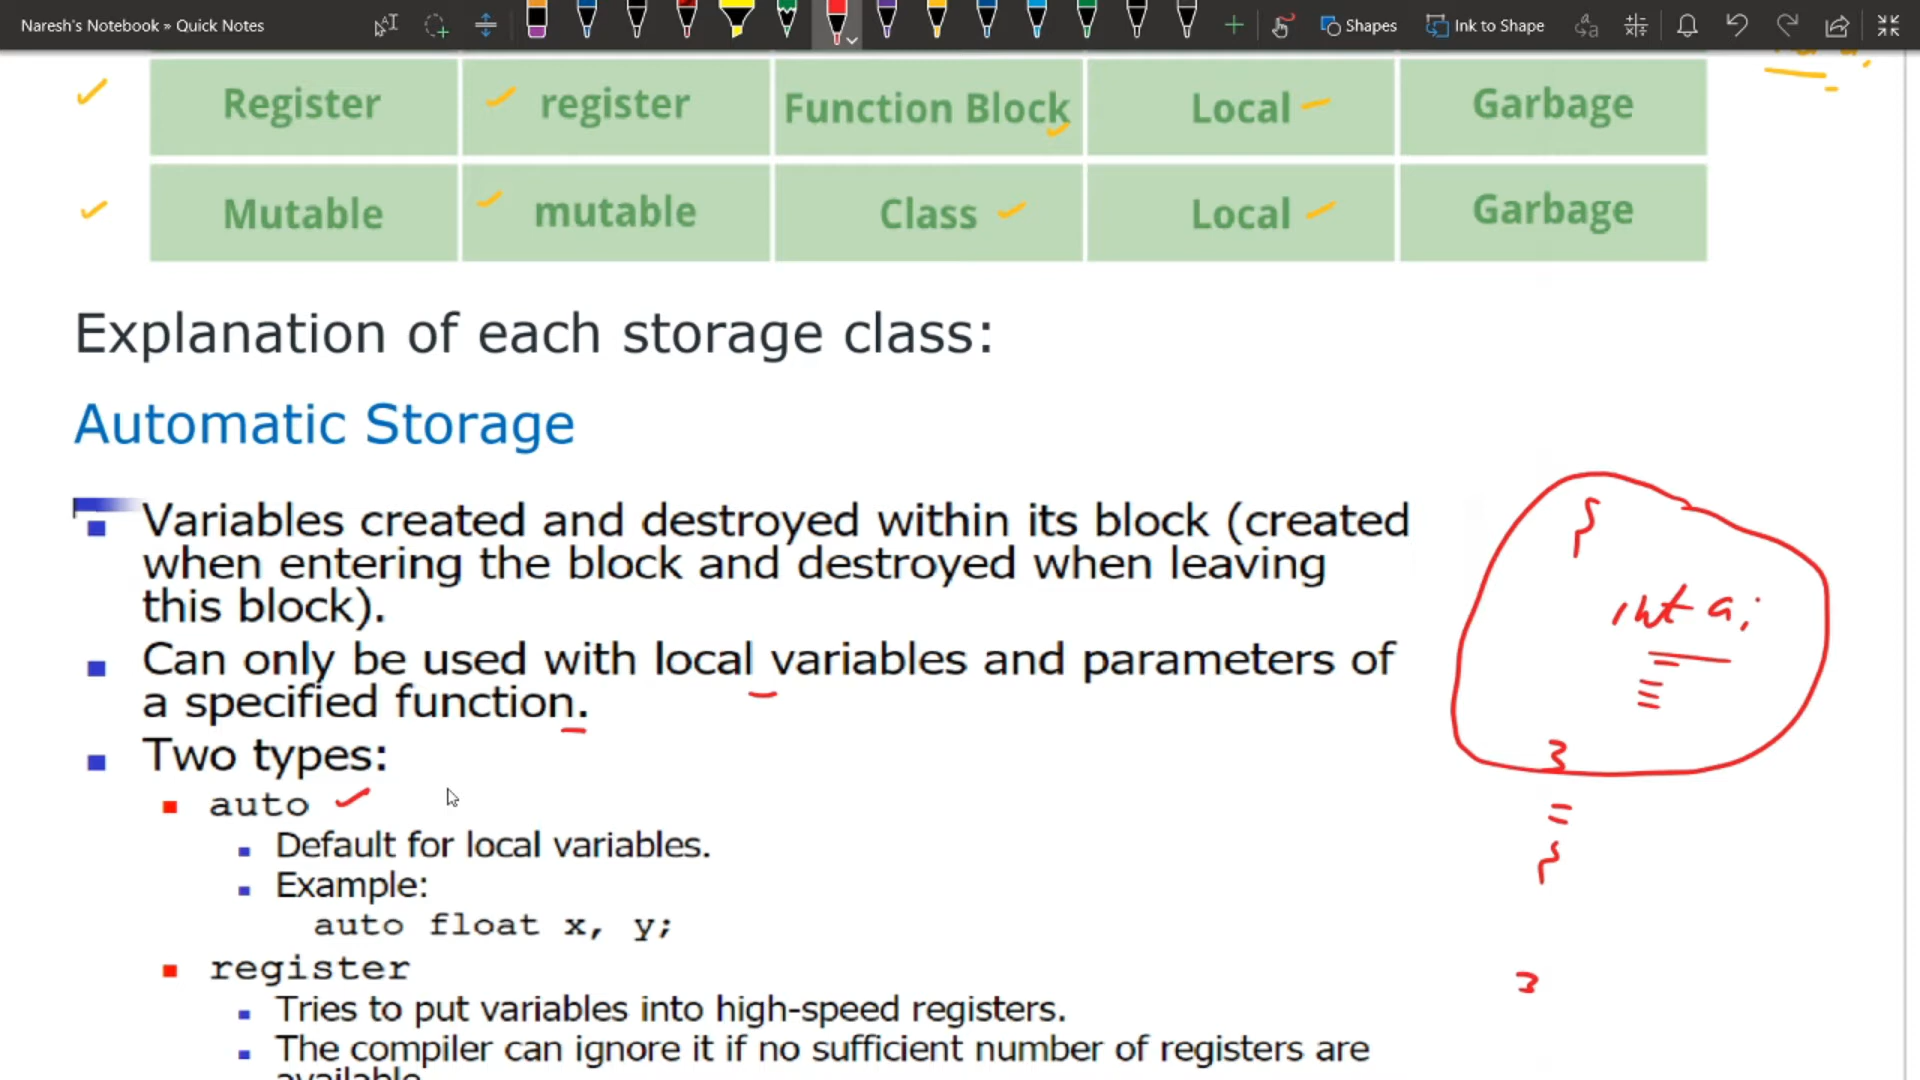 Naresh's Notebook » Quick Notes
Shapes
Ink to Shape
Register register Function Block Local Garbage
Mutable mutable Class Local Garbage
Explanation of each storage class:
Automatic Storage
Variables created and destroyed within its block (created
when entering the block and destroyed when leaving
this block).
Can only be used with local variables and parameters of
a specified function.
Two types:
auto
Default for local variables.
Example:
auto float x, y;
register
Tries to put variables into high-speed registers.
The compiler can ignore it if no sufficient number of registers are
available.
{
int a;
}
{
}